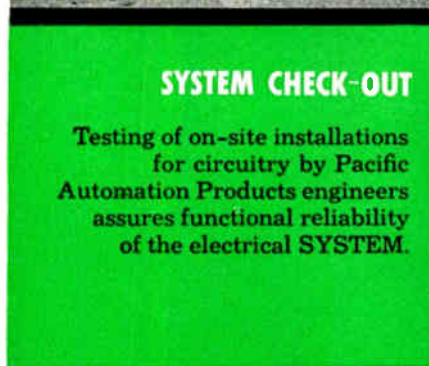 SYSTEM CHECK-OUT
Testing of on-site installations
for circuitry by Pacific
Automation Products engineers
assures functional reliability
of the electrical SYSTEM.